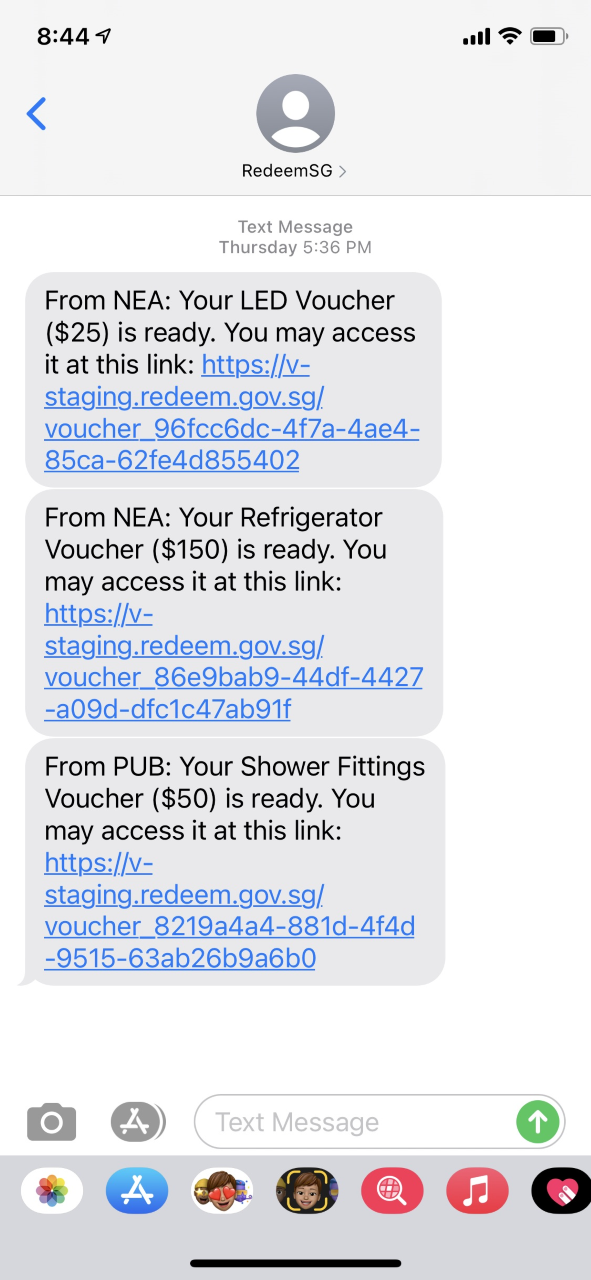 8:44
RedeemSG
Text Message
Thursday 5:36 PM
From NEA: Your LED Voucher
($25) is ready. You may access
it at this link: https://v-
staging.redeem.gov.sg/
voucher_96fcc6dc-4f7a-4ae4-
85ca-62fe4d855402
From NEA: Your Refrigerator
Voucher ($150) is ready. You
may access it at this link:
https://v-
staging.redeem.gov.sg/
voucher_86e9bab9-44df-4427
-a09d-dfc1c47ab91f
From PUB: Your Shower Fittings
Voucher ($50) is ready. You
may access it at this link:
https://v-
staging.redeem.gov.sg/
voucher_8219a4a4-881d-4f4d
-9515-63ab26b9a6b0
Text Message